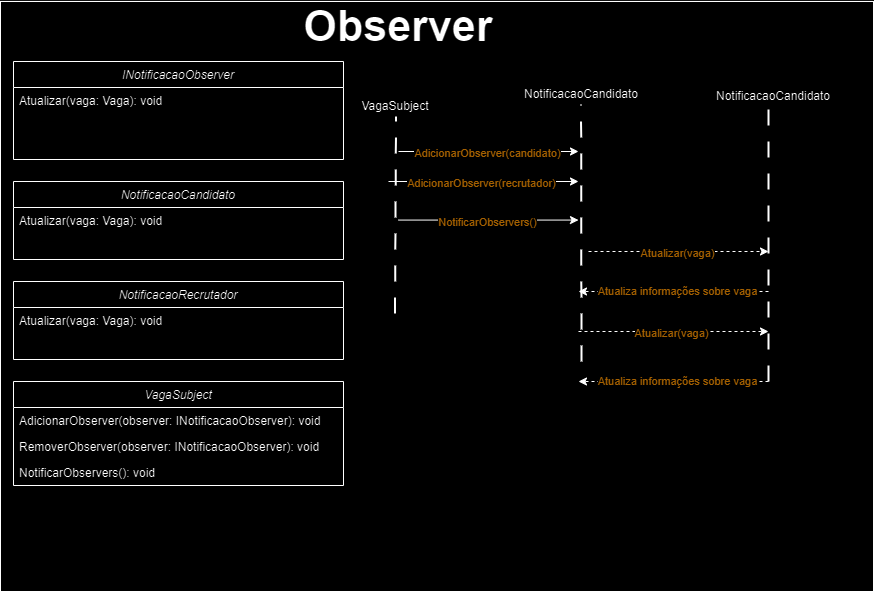 Observer
INotificacaoObserver
Atualizar(vaga: Vaga): void
NotificacaoCandidato
Atualizar(vaga: Vaga): void
NotificacaoRecrutador
Atualizar(vaga: Vaga): void
VagaSubject
AdicionarObserver(observer: INotificacaoObserver): void
RemoverObserver(observer: INotificacaoObserver): void
NotificarObservers(): void
VagaSubject
NotificacaoCandidato
NotificacaoCandidato
AdicionarObserver(candidato)
AdicionarObserver(recrutador)
NotificarObservers()
Atualizar(vaga)
Atualiza informações sobre vaga
Atualizar(vaga)
Atualiza informações sobre vaga